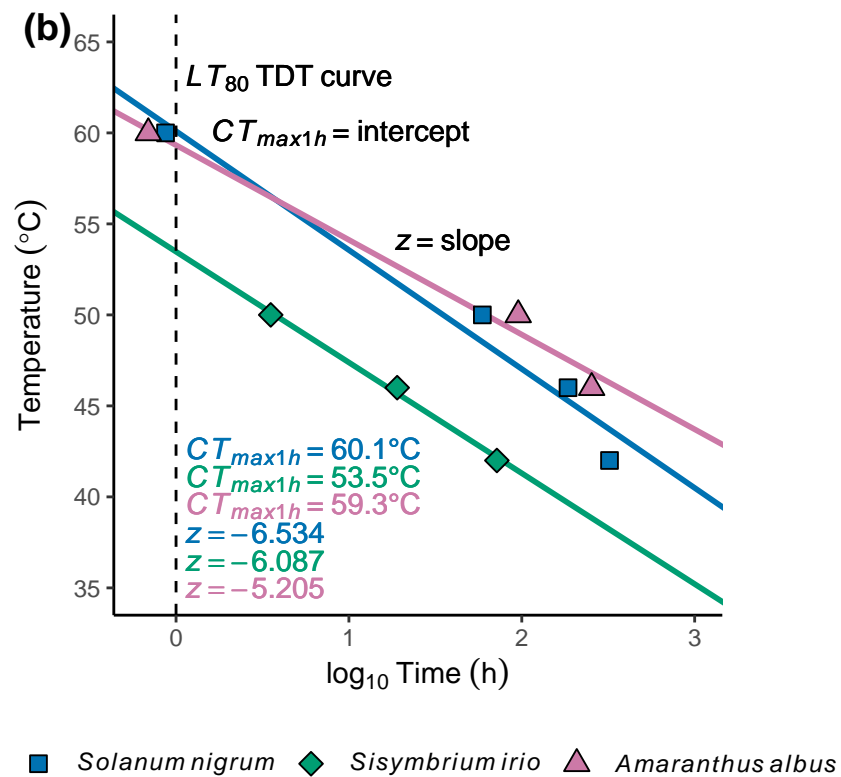 (b)
65
LT80 TDT curve
60
CTmax1h = intercept
55
z = slope
50
45
40
35
Temperature (°C)
CTmax1h = 60.1°C
CTmax1h = 53.5°C
CTmax1h = 59.3°C
z = −6.534
z = −6.087
z = −5.205
0 1 2 3
log10 Time (h)
Solanum nigrum Sisymbrium irio Amaranthus albus